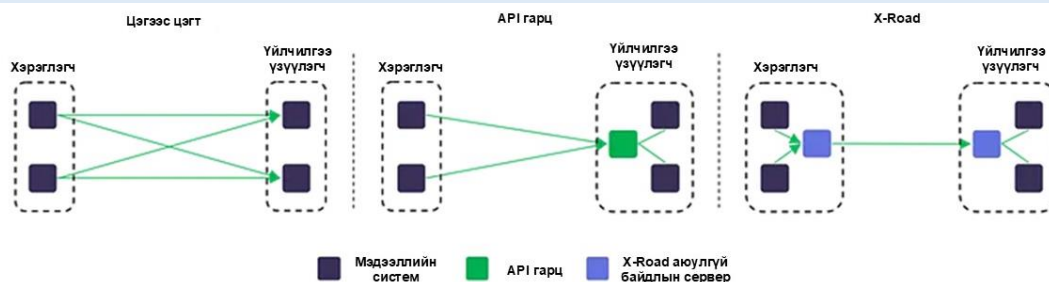 Цэгээс цэгт
Хэрэглэгч
Үйлчилгээ
үзүүлэгч
API гарц
Хэрэглэгч
Үйлчилгээ
үзүүлэгч
X-Road
Хэрэглэгч
Үйлчилгээ
үзүүлэгч
Мэдээллийн
систем
API гарц
X-Road аюулгүй
байдлын сервер